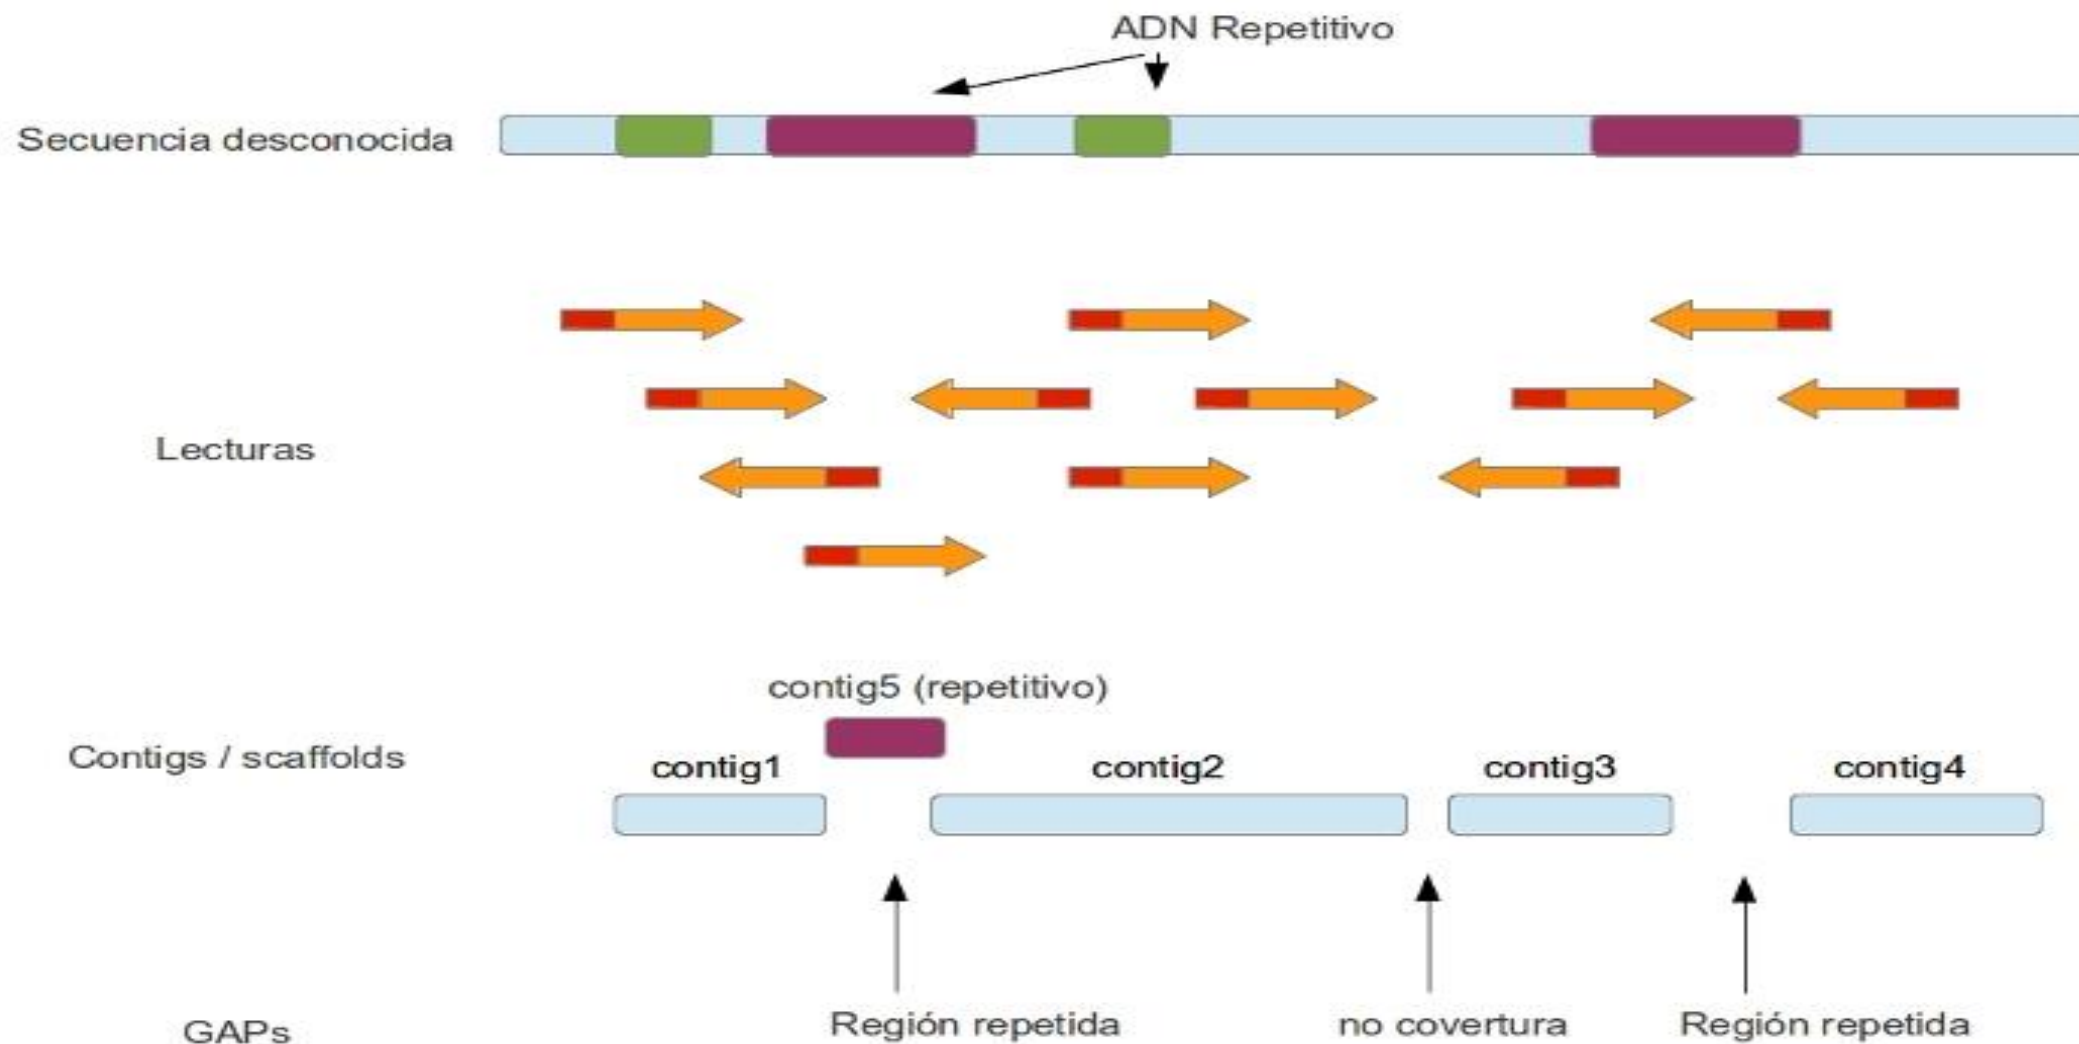 ADN Repetitivo
Secuencia desconocida
Lecturas
contig5 (repetitivo)
Contigs / scaffolds
contig1
contig2
contig3
contig4
Región repetida
no covertura
Región repetida
GAPs